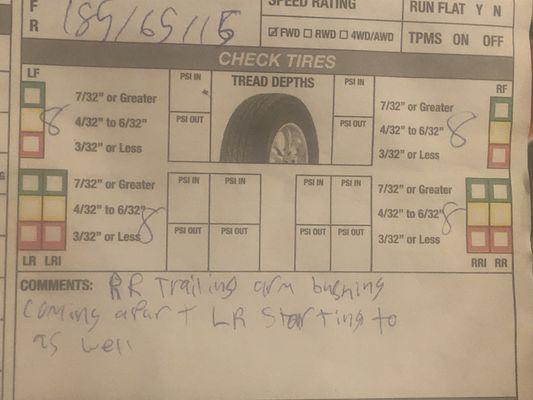 F
R
185/65/15
SPEED RATING
☑ FWD ☐ RWD ☐ 4WD/AWD
RUN FLAT Y N
TPMS ON OFF
CHECK TIRES
LF
7/32" or Greater
4/32" to 6/32"
3/32" or Less
8
PSI IN
PSI OUT
TREAD DEPTHS
PSI IN
PSI OUT
RF
7/32" or Greater
4/32" to 6/32"
3/32" or Less
8
7/32" or Greater
4/32" to 6/32"
3/32" or Less
8
LR LRI
PSI IN PSI IN
PSI OUT PSI OUT
PSI IN PSI IN
PSI OUT PSI OUT
7/32" or Greater
4/32" to 6/32"
3/32" or Less
8
RRI RR
COMMENTS: RR Trailing arm bushing
coming apart LR starting to
as well